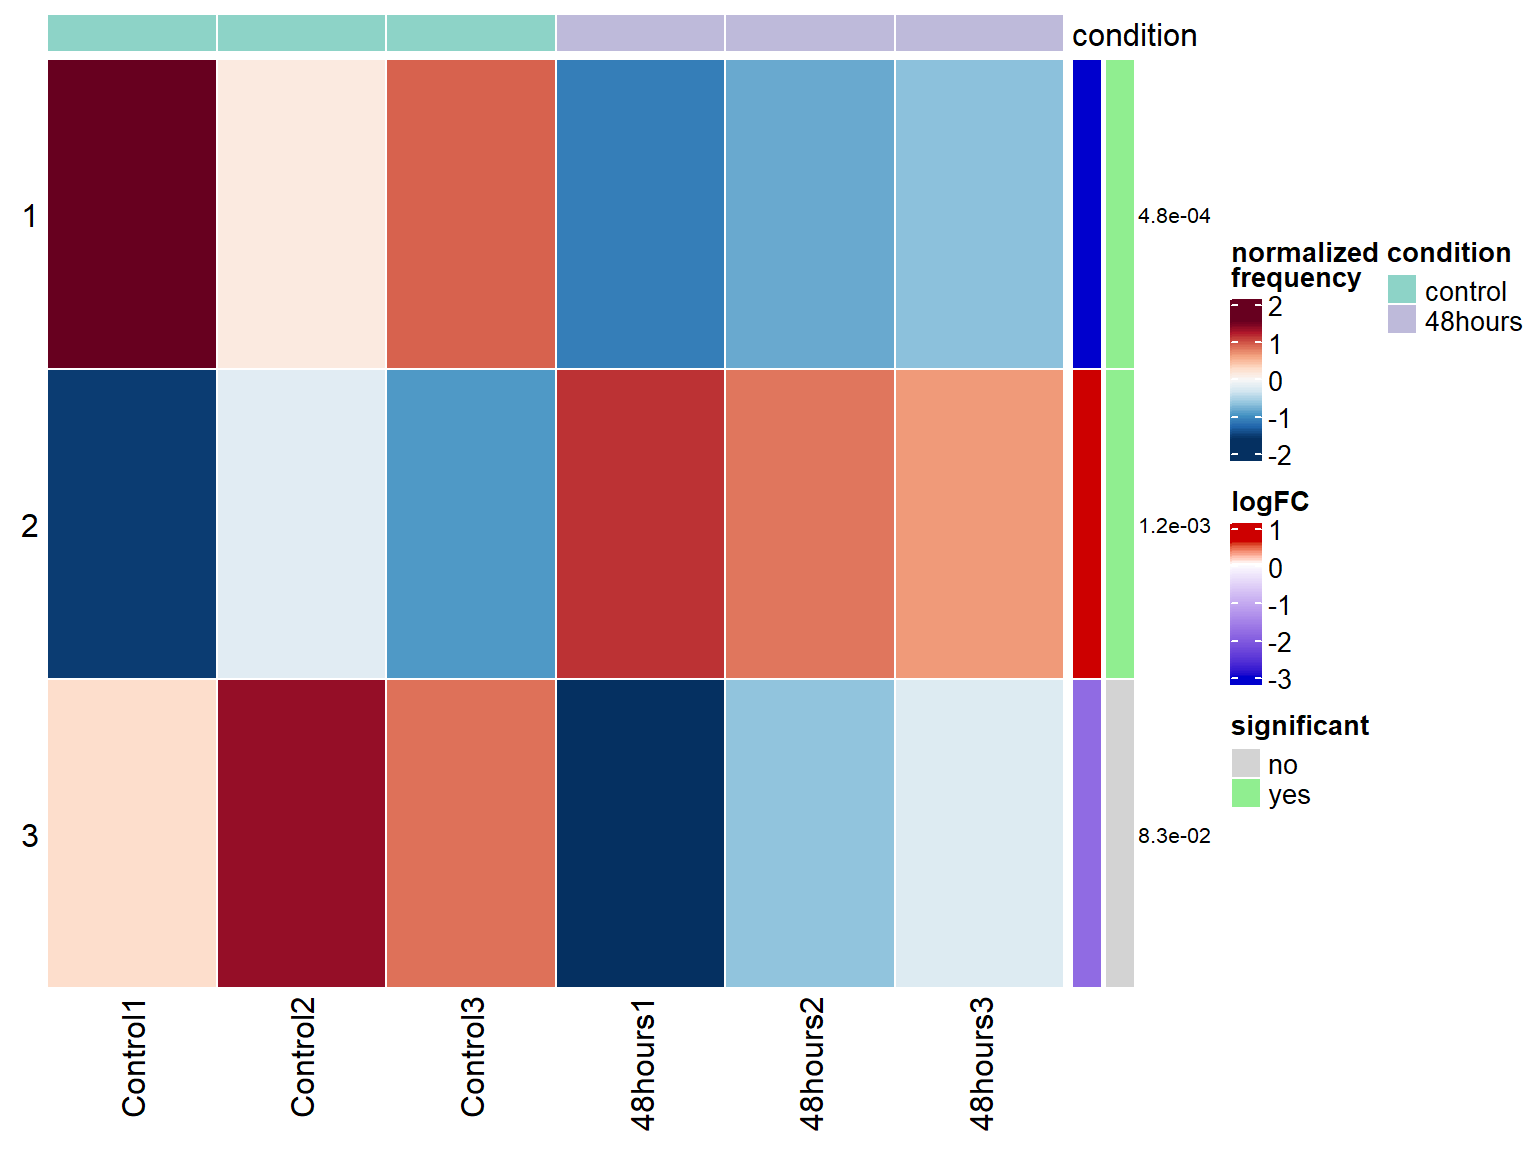 condition
1
4.8e-04
2
1.2e-03
3
8.3e-02
Control1
Control2
Control3
48hours1
48hours2
48hours3
normalized
frequency
2
1
0
-1
-2
logFC
1
0
-1
-2
-3
significant
no
yes
condition
control
48hours